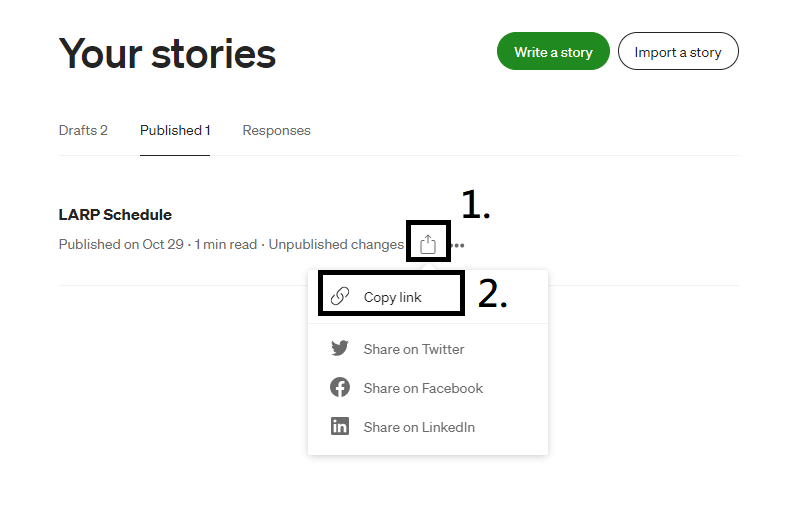 Your stories
Write a story
Import a story
Drafts 2
Published 1
Responses
LARP Schedule
1.
Published on Oct 29 · 1 min read · Unpublished changes
Copy link
2.
Share on Twitter
Share on Facebook
Share on LinkedIn